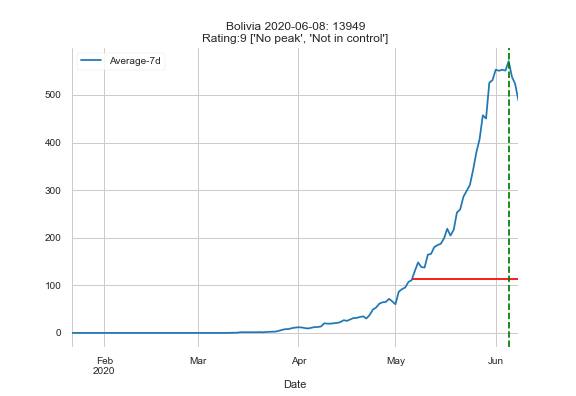 Bolivia 2020-06-08: 13949
Rating:9 ['No peak', 'Not in control']
Average-7d
500
400
300
200
100
0
Feb Mar Apr May Jun
2020
Date